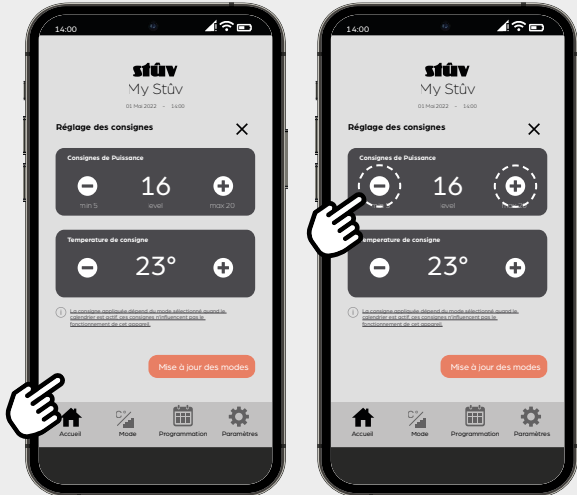 14:00
stûv
My Stûv
01 Mai 2022 - 14:00
Réglage des consignes
Consignes de Puissance
16
min 5 level max 20
Temperature de consigne
23°
La consigne appliquée dépend du mode sélectionné quand le
calendrier est actif, ces consignes n'influencent pas le
fonctionnement de cet appareil.
Mise à jour des modes
C°/
Accueil Mode Programmation Paramètres
14:00
stûv
My Stûv
01 Mai 2022 - 14:00
Réglage des consignes
Consignes de Puissance
16
level max 20
Temperature de consigne
23°
La consigne appliquée dépend du mode sélectionné quand le
calendrier est actif, ces consignes n'influencent pas le
fonctionnement de cet appareil.
Mise à jour des modes
C°/
Accueil Mode Programmation Paramètres